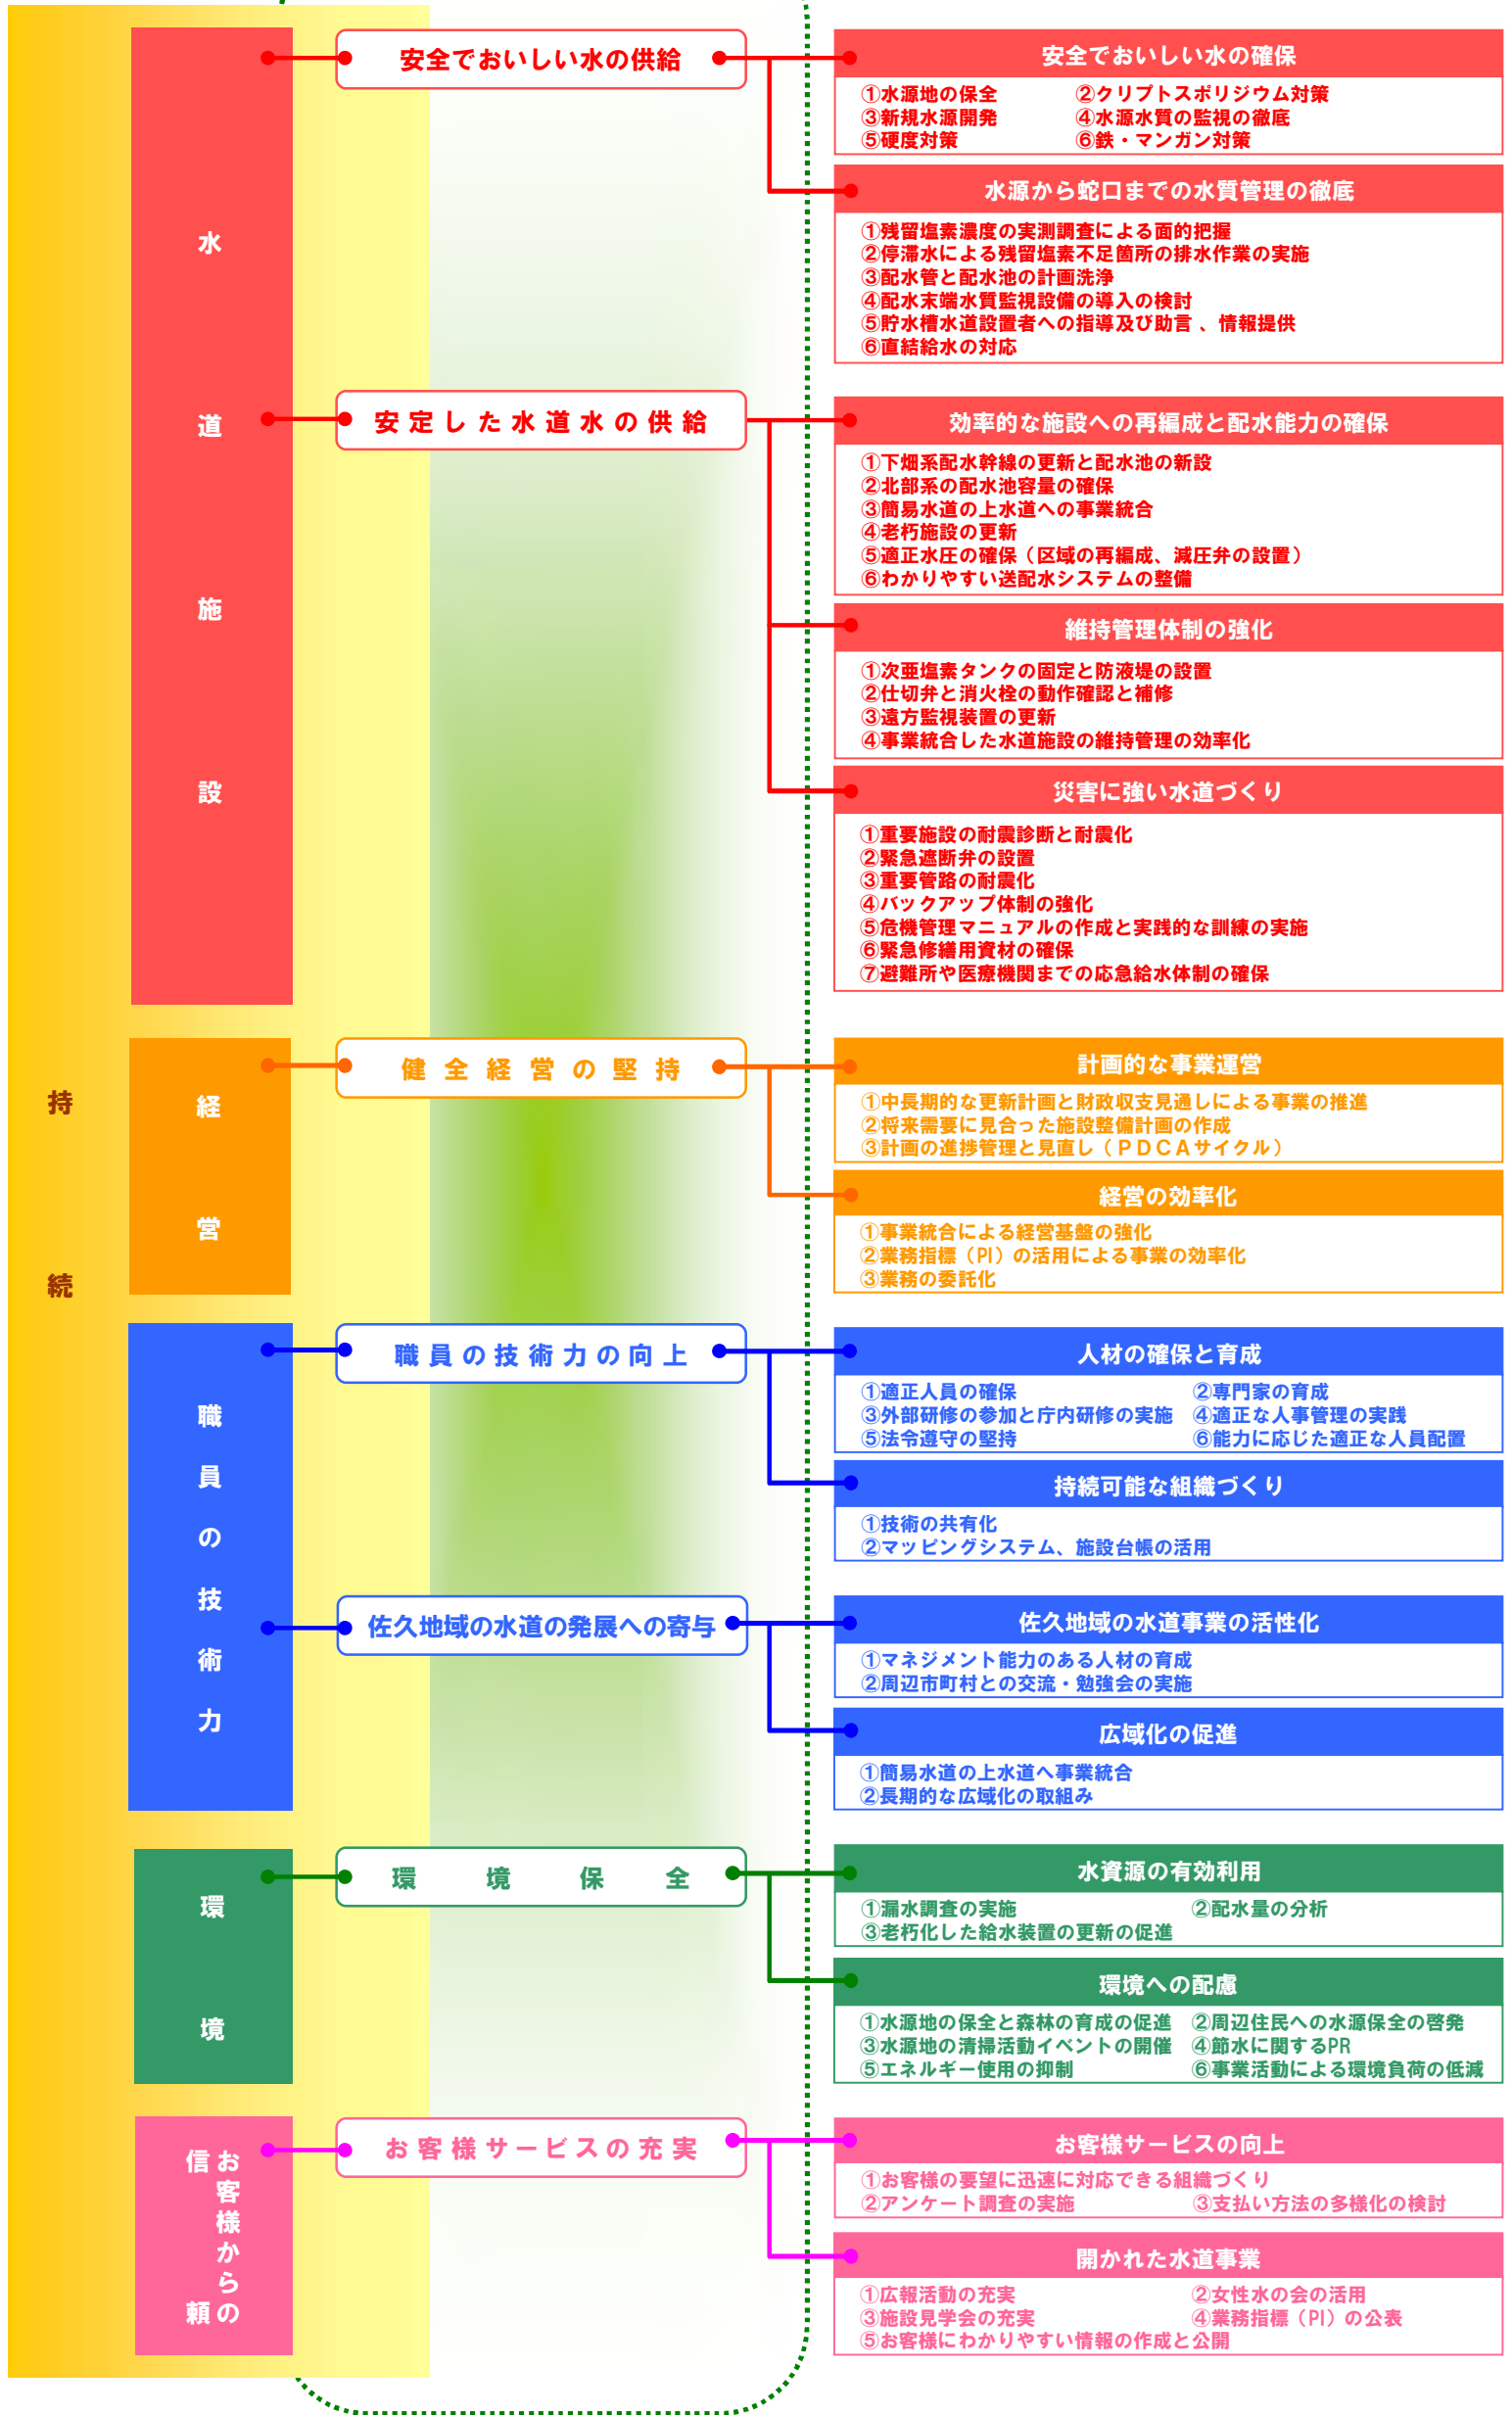 持続
水道施設
安全でおいしい水の供給
安全でおいしい水の確保
①水源地の保全 ②クリプトスポリジウム対策
③新規水源開発 ④水源水質の監視の徹底
⑤硬度対策 ⑥鉄・マンガン対策
水源から蛇口までの水質管理の徹底
①残留塩素濃度の実測調査による面的把握
②停滞水による残留塩素不足箇所の排水作業の実施
③配水管と配水池の計画洗浄
④配水末端水質監視設備の導入の検討
⑤貯水槽水道設置者への指導及び助言 、情報提供
⑥直結給水の対応
安定した水道水の供給
効率的な施設への再編成と配水能力の確保
①下畑系配水幹線の更新と配水池の新設
②北部系の配水池容量の確保
③簡易水道の上水道への事業統合
④老朽施設の更新
⑤適正水圧の確保（区域の再編成、減圧弁の設置）
⑥わかりやすい送配水システムの整備
維持管理体制の強化
①次亜塩素タンクの固定と防液堤の設置
②仕切弁と消火栓の動作確認と補修
③遠方監視装置の更新
④事業統合した水道施設の維持管理の効率化
災害に強い水道づくり
①重要施設の耐震診断と耐震化
②緊急遮断弁の設置
③重要管路の耐震化
④バックアップ体制の強化
⑤危機管理マニュアルの作成と実践的な訓練の実施
⑥緊急修繕用資材の確保
⑦避難所や医療機関までの応急給水体制の確保
経営
健全経営の堅持
計画的な事業運営
①中長期的な更新計画と財政収支見通しによる事業の推進
②将来需要に見合った施設整備計画の作成
③計画の進捗管理と見直し（ＰＤＣＡサイクル）
経営の効率化
①事業統合による経営基盤の強化
②業務指標（PI）の活用による事業の効率化
③業務の委託化
職員の技術力
職員の技術力の向上
人材の確保と育成
①適正人員の確保 ②専門家の育成
③外部研修の参加と庁内研修の実施 ④適正な人事管理の実践
⑤法令遵守の堅持 ⑥能力に応じた適正な人員配置
持続可能な組織づくり
①技術の共有化
②マッピングシステム、施設台帳の活用
佐久地域の水道の発展への寄与
佐久地域の水道事業の活性化
①マネジメント能力のある人材の育成
②周辺市町村との交流・勉強会の実施
広域化の促進
①簡易水道の上水道へ事業統合
②長期的な広域化の取組み
環境
環境保全
水資源の有効利用
①漏水調査の実施 ②配水量の分析
③老朽化した給水装置の更新の促進
環境への配慮
①水源地の保全と森林の育成の促進 ②周辺住民への水源保全の啓発
③水源地の清掃活動イベントの開催 ④節水に関するPR
⑤エネルギー使用の抑制 ⑥事業活動による環境負荷の低減
お客様からの
信頼
お客様サービスの充実
お客様サービスの向上
①お客様の要望に迅速に対応できる組織づくり
②アンケート調査の実施 ③支払い方法の多様化の検討
開かれた水道事業
①広報活動の充実 ②女性水の会の活用
③施設見学会の充実 ④業務指標（PI）の公表
⑤お客様にわかりやすい情報の作成と公開